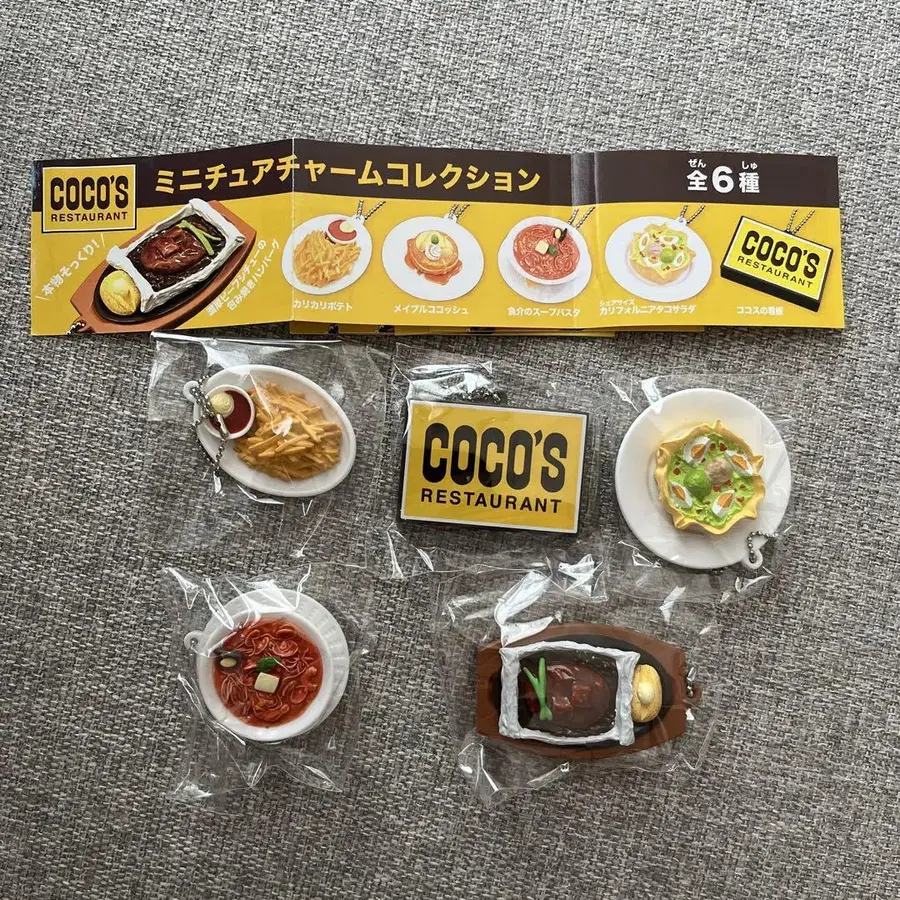 COCO'S
RESTAURANT
ミニチュアチャームコレクション
ぜん しゅ
全6種
本物そっくり!
濃厚ビーフシチューの
包み焼きハンバーグ
カリカリポテト
メイプルココッシュ
魚介のスープパスタ
シェアサイズ
カリフォルニアタコサラダ
COCO'S
RESTAURANT
ココスの看板
COCO'S
RESTAURANT